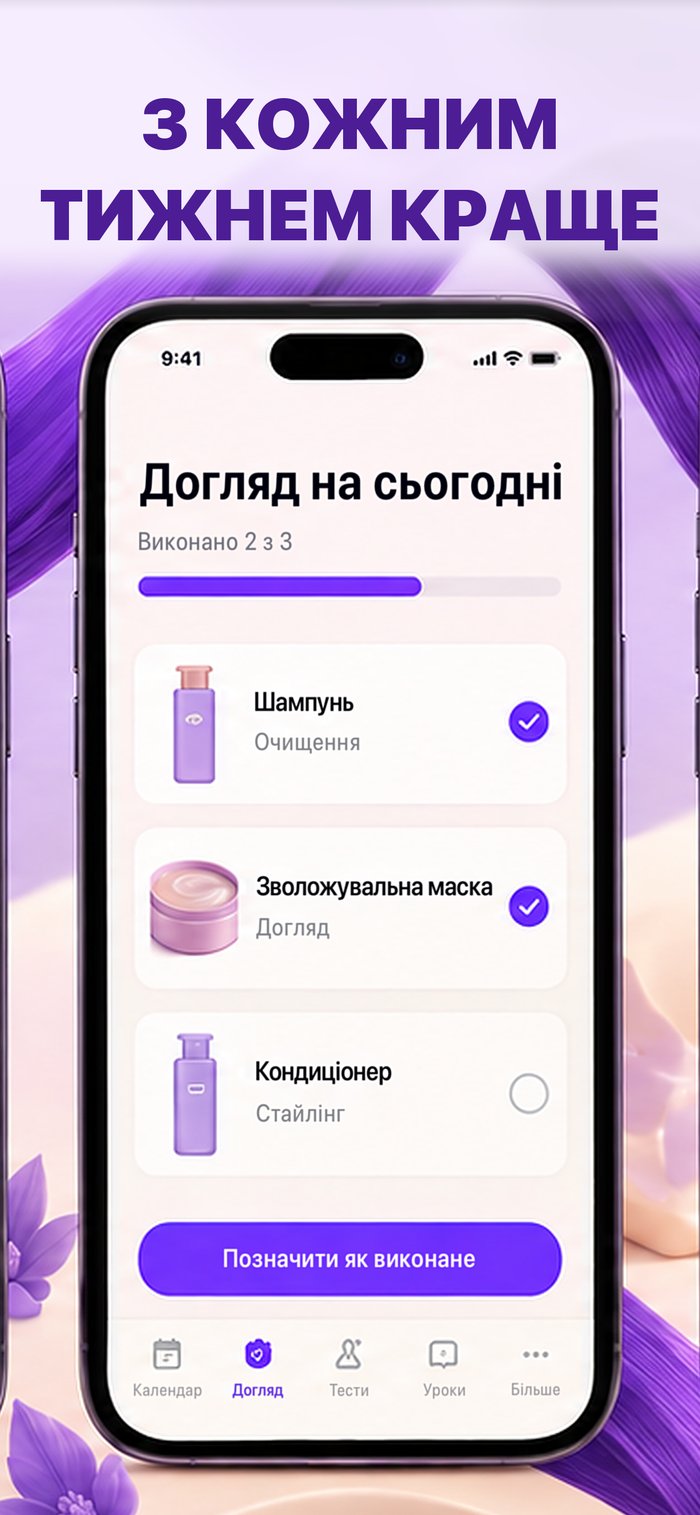 З КОЖНИМ
ТИЖНЕМ КРАЩЕ
9:41
Догляд на сьогодні
Виконано 2 з 3
Шампунь
Очищення
Зволожувальна маска
Догляд
Кондиціонер
Стайлінг
Позначити як виконане
Календар Догляд Тести Уроки Більше